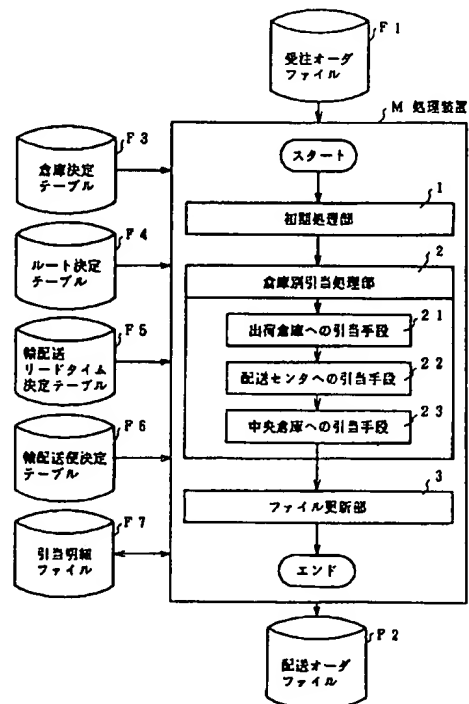 F1
受注オーダ
ファイル
M 処理装置
F3
倉庫決定
テーブル
スタート
1
初期処理部
F4
ルート決定
テーブル
2
倉庫別引当処理部
21
出荷倉庫への引当手段
F5
輸配送
リードタイム
決定テーブル
22
配送センタへの引当手段
23
中央倉庫への引当手段
F6
輸配送便決定
テーブル
3
ファイル更新部
F7
引当明細
ファイル
エンド
F2
配送オーダ
ファイル